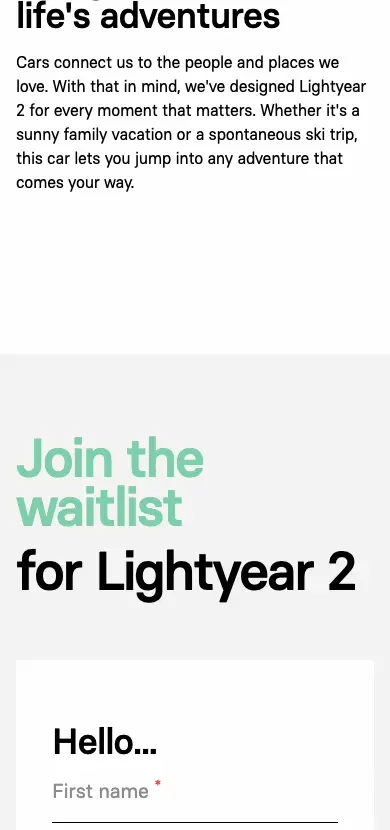 life's adventures
Cars connect us to the people and places we
love. With that in mind, we've designed Lightyear
2 for every moment that matters. Whether it's a
sunny family vacation or a spontaneous ski trip,
this car lets you jump into any adventure that
comes your way.
Join the
waitlist
for Lightyear 2
Hello...
First name *